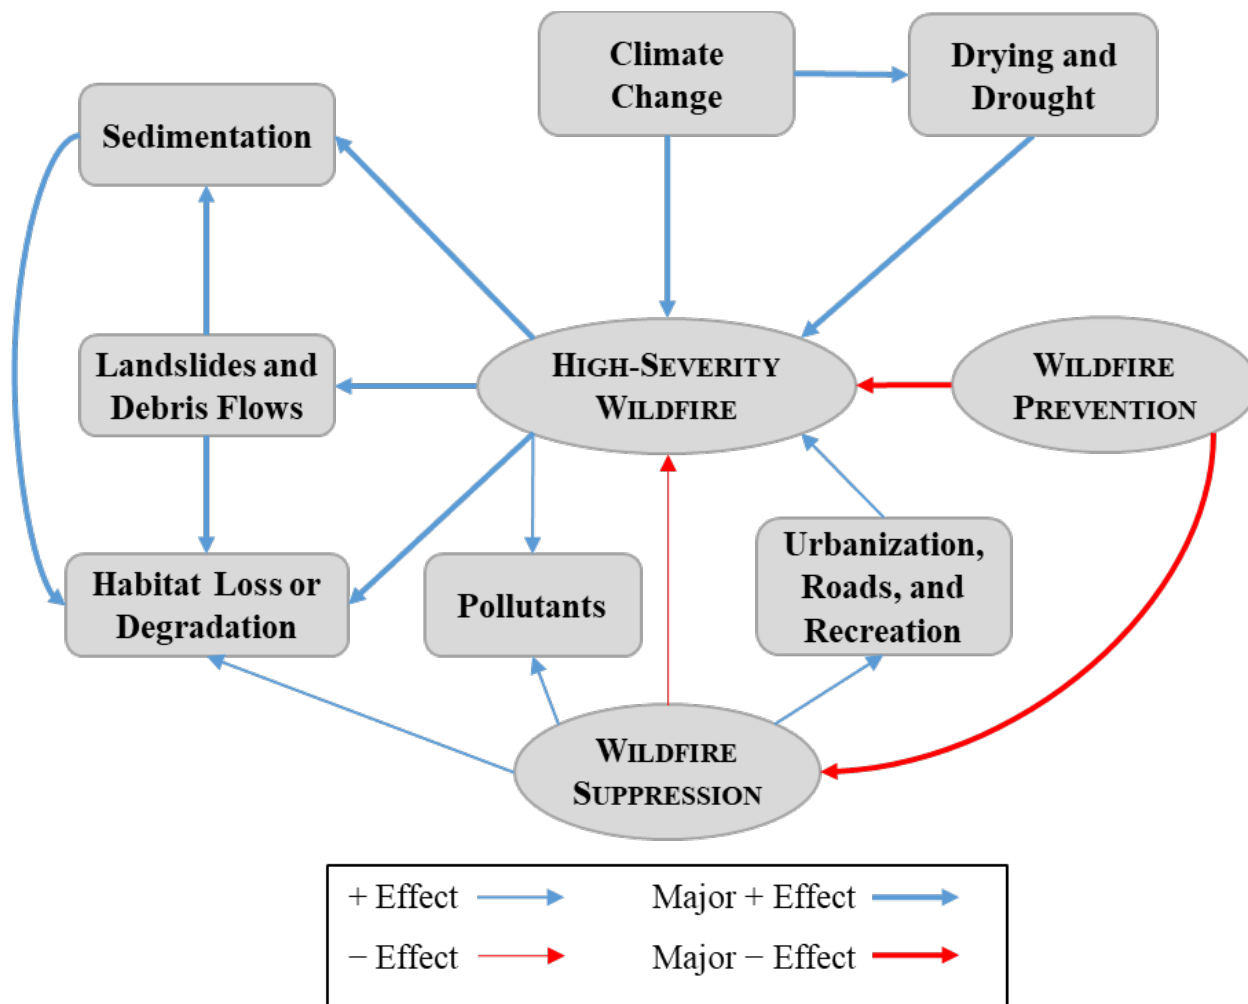 Climate
Change
Drying and
Drought
Sedimentation
Landslides and
Debris Flows
HIGH-SEVERITY
WILDFIRE
WILDFIRE
PREVENTION
Habitat Loss or
Degradation
Pollutants
Urbanization,
Roads, and
Recreation
WILDFIRE
SUPPRESSION
+ Effect
Major + Effect
− Effect
Major − Effect